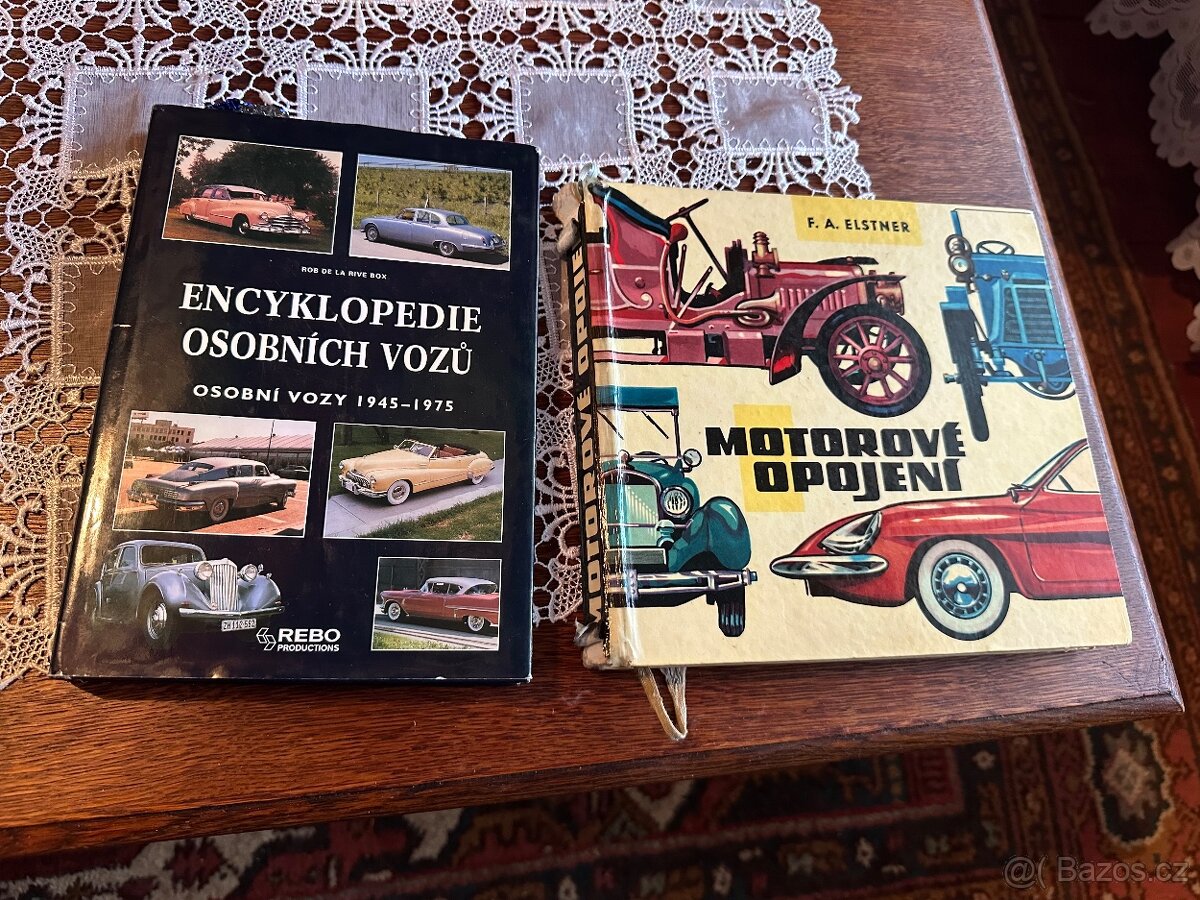 ROB DE LA RIVE BOX
ENCYKLOPEDIE
OSOBNÍCH VOZŮ
OSOBNÍ VOZY 1945–1975
REBO
PRODUCTIONS
F. A. ELSTNER
MOTOROVÉ
OPOJENÍ
MOTOROVÉ OPOJENÍ
@( Bazos.cz